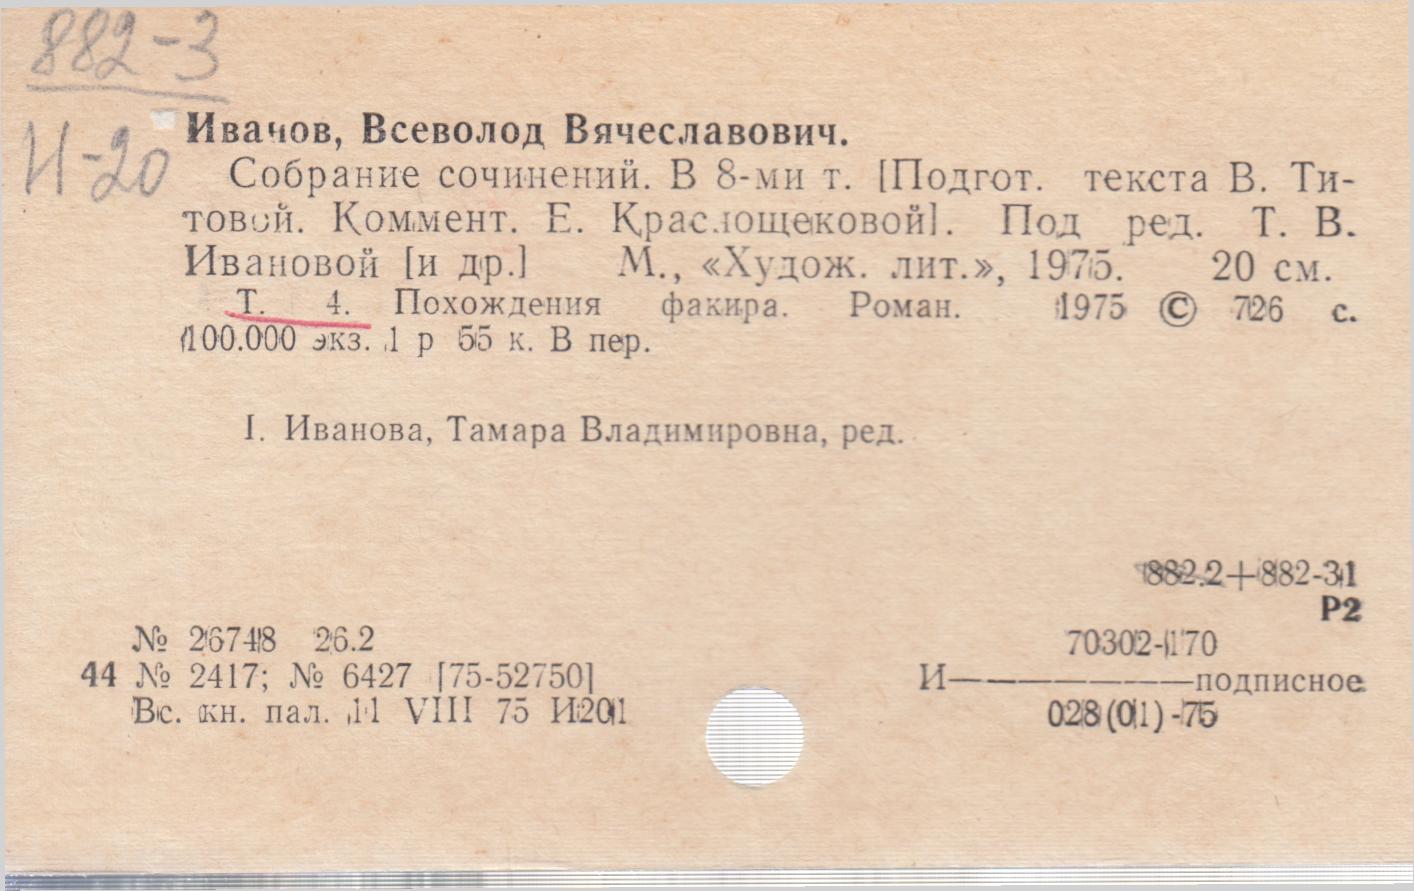 882-3
И-20
Иванов, Всеволод Вячеславович.
Собрание сочинений. В 8-ми т. [Подгот. текста В. Ти-
товой. Коммент. Е. Краснощековой]. Под ред. Т. В.
Ивановой [и др.] М., «Худож. лит.», 1975. 20 см.
Т. 4. Похождения факира. Роман. 1975 © 726 с.
100.000 экз. 1 р 55 к. В пер.
I. Иванова, Тамара Владимировна, ред.
882.2+882-31
Р2
№ 26748 26.2
70302-170
44 № 2417; № 6427 [75-52750]
И—————————подписное
Вс. кн. пал. 11 VIII 75 И201
028(01)-75